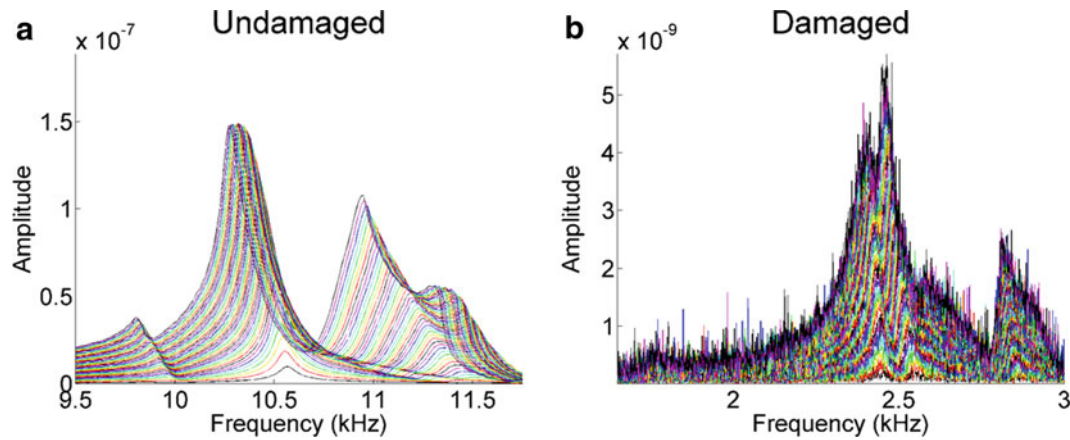 a
Undamaged
x 10⁻⁷
Amplitude
1.5
1
0.5
0
9.5
10
10.5
11
11.5
Frequency (kHz)
b
Damaged
x 10⁻⁹
Amplitude
5
4
3
2
1
2
2.5
3
Frequency (kHz)